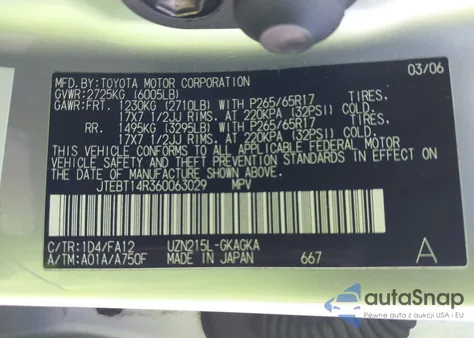 MFD.BY:TOYOTA MOTOR CORPORATION 03/06
GVWR:2725KG (6005LB)
GAWR:FRT. 1230KG (2710LB) WITH P265/65R17 TIRES.
17X7 1/2JJ RIMS. AT 220KPA (32PSI) COLD.
RR. 1495KG (3295LB) WITH P265/65R17 TIRES.
17X7 1/2JJ RIMS. AT 220KPA (32PSI) COLD.
THIS VEHICLE CONFORMS TO ALL APPLICABLE FEDERAL MOTOR
VEHICLE SAFETY AND THEFT PREVENTION STANDARDS IN EFFECT ON
THE DATE OF MANUFACTURE SHOWN ABOVE.
JTEBT14R360063029 MPV
C/TR:1D4/FA12 UZN215L-GKAGKA
A/TM:A01A/A750F MADE IN JAPAN 667 A
autoSnap
Pewne auta z aukcji USA i EU